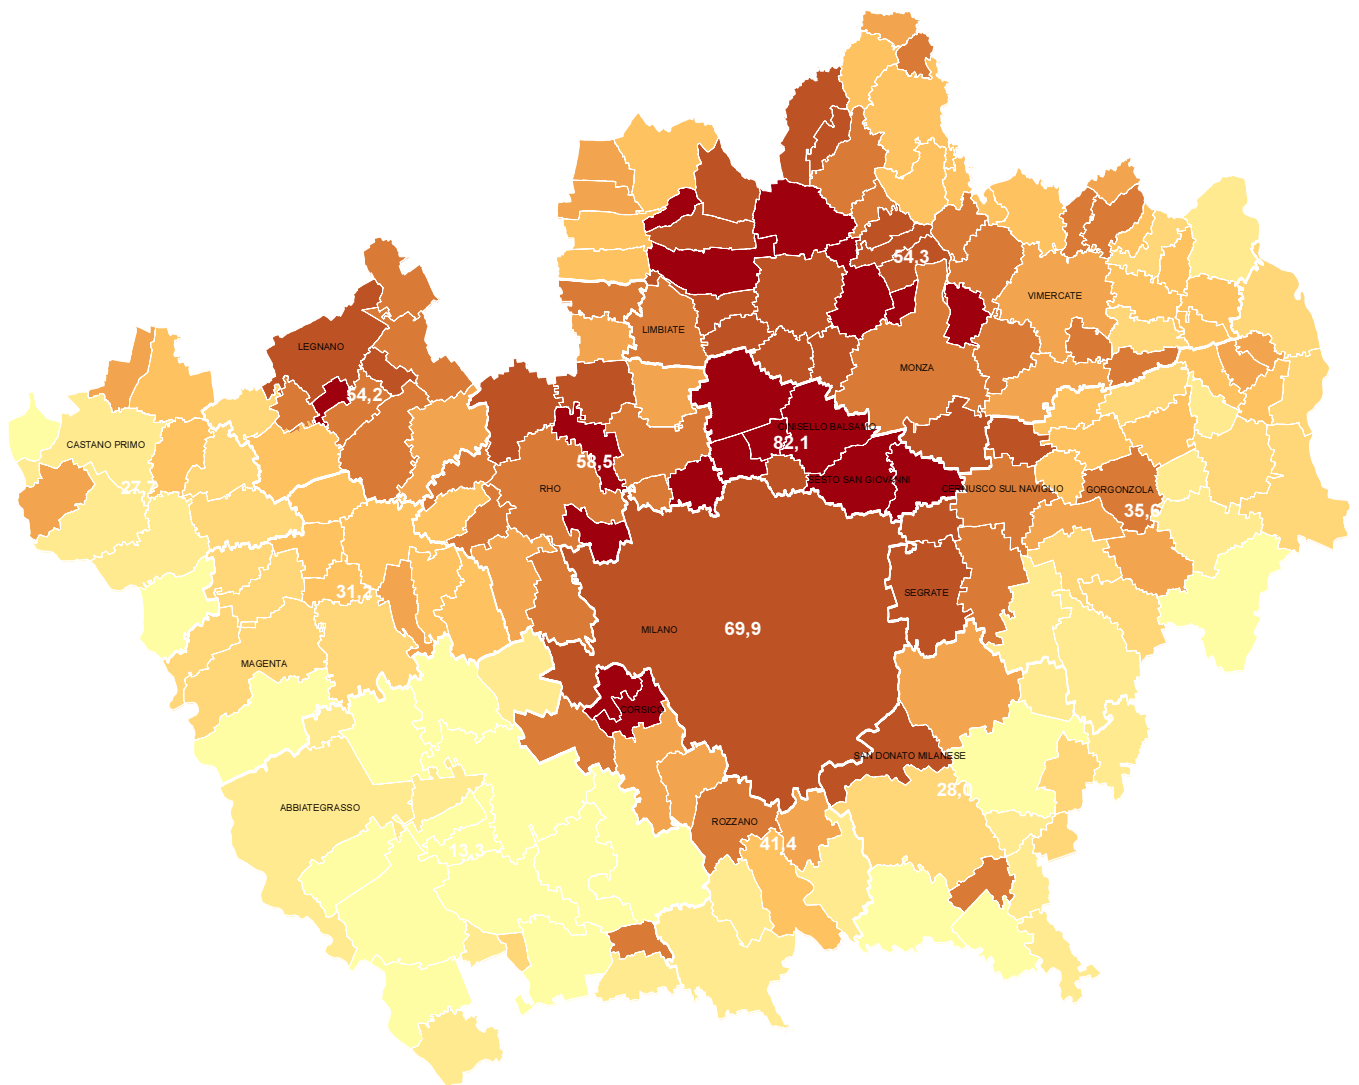 54,3
VIMERCATE
LIMBIATE
LEGNANO
MONZA
54,2
CINISELLO BALSAMO
82,1
CASTANO PRIMO
58,5
SESTO SAN GIOVANNI
RHO
CERNUSCO SUL NAVIGLIO
GORGONZOLA
27,7
35,6
31,2
SEGRATE
MILANO
69,9
MAGENTA
CORSICO
SAN DONATO MILANESE
28,0
ABBIATEGRASSO
ROZZANO
41,4
13,3